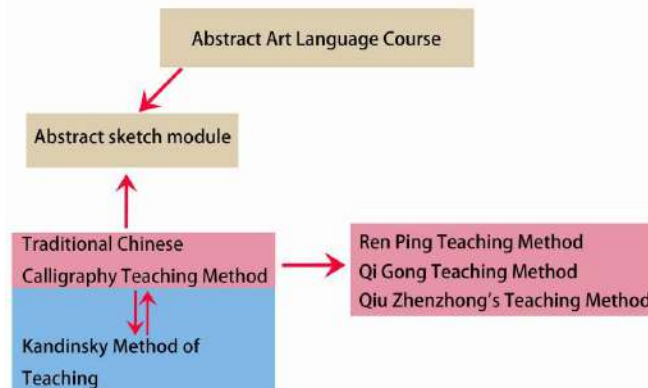 Abstract Art Language Course
Abstract sketch module
Traditional Chinese
Calligraphy Teaching Method
Ren Ping Teaching Method
Qi Gong Teaching Method
Qiu Zhenzhong's Teaching Method
Kandinsky Method of
Teaching